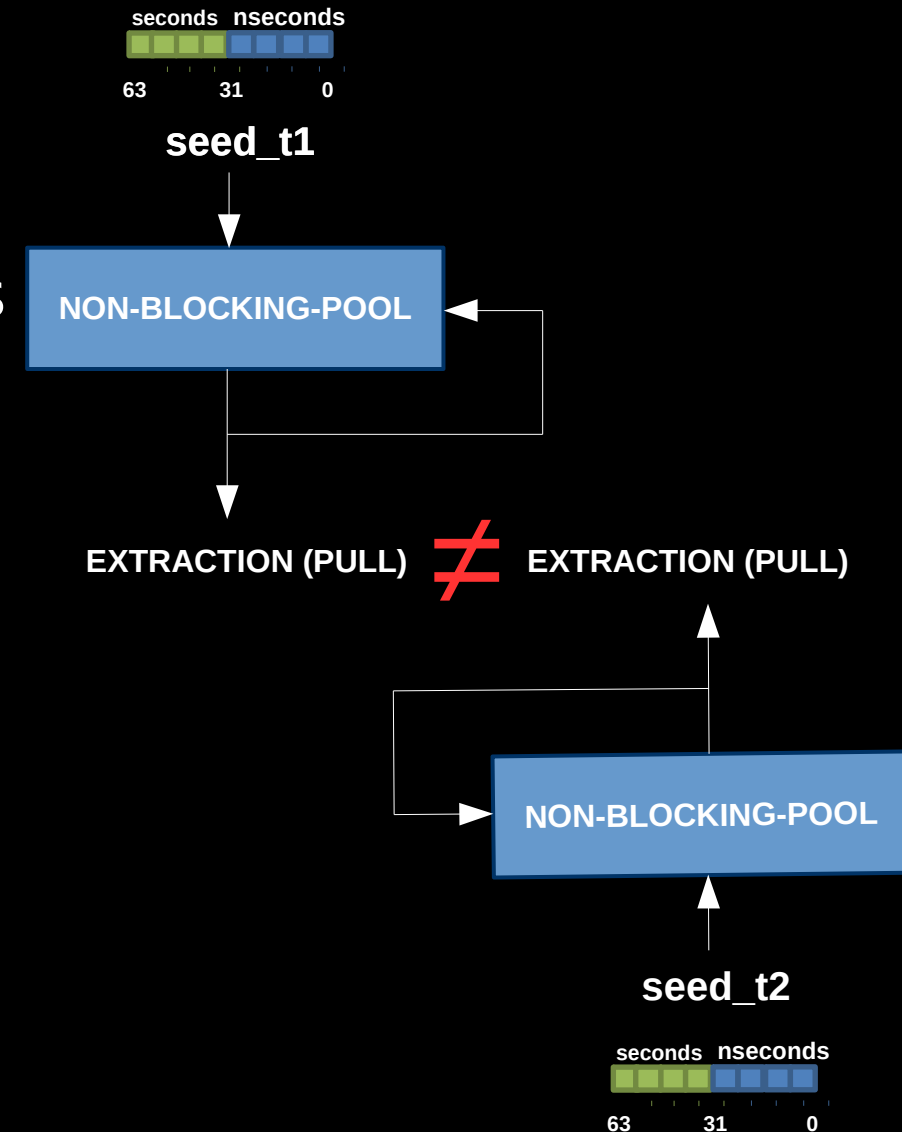 seconds nseconds
63 31 0
seed_t1
NON-BLOCKING-POOL
EXTRACTION (PULL) ≠ EXTRACTION (PULL)
NON-BLOCKING-POOL
seed_t2
seconds nseconds
63 31 0